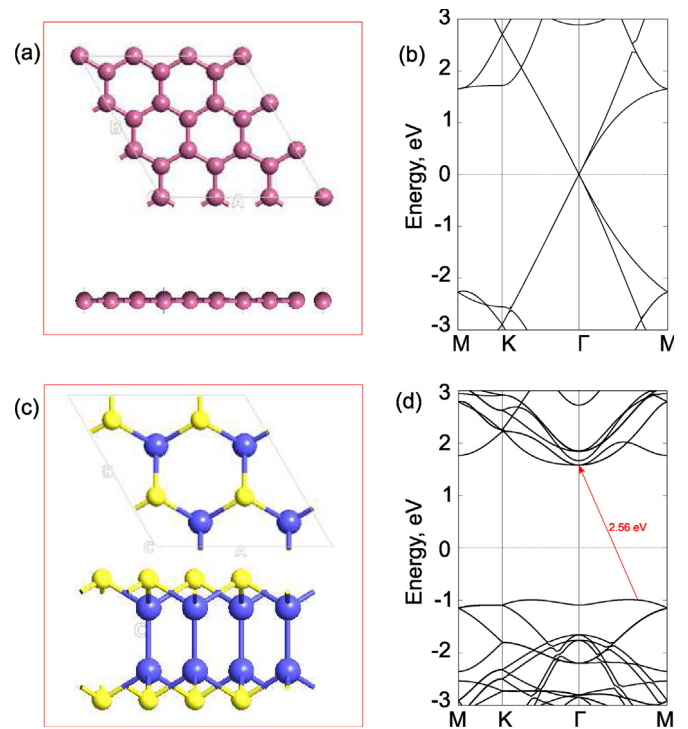 (a)
B
A
(b)
Energy, eV
3
2
1
0
-1
-2
-3
M K Γ M
(c)
B
C A
C
(d)
Energy, eV
3
2
1
0
-1
-2
-3
2.56 eV
M K Γ M